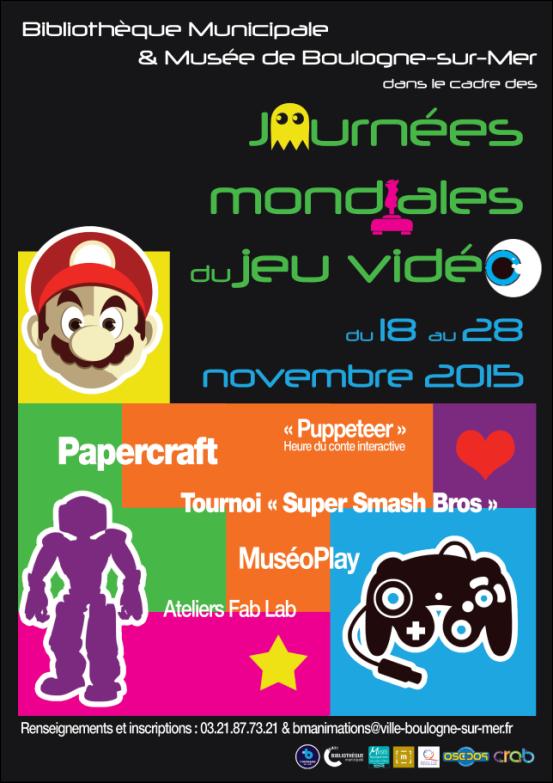 Bibliothèque Municipale
& Musée de Boulogne-sur-Mer
dans le cadre des
Journées
mondiales
du jeu vidéo
du 18 au 28
novembre 2015
« Puppeteer »
Heure du conte interactive
Papercraft
Tournoi « Super Smash Bros »
MuséoPlay
Ateliers Fab Lab
Renseignements et inscriptions : 03.21.87.73.21 & bmanimations@ville-boulogne-sur-mer.fr
BIBLIOTHÈQUE
crab